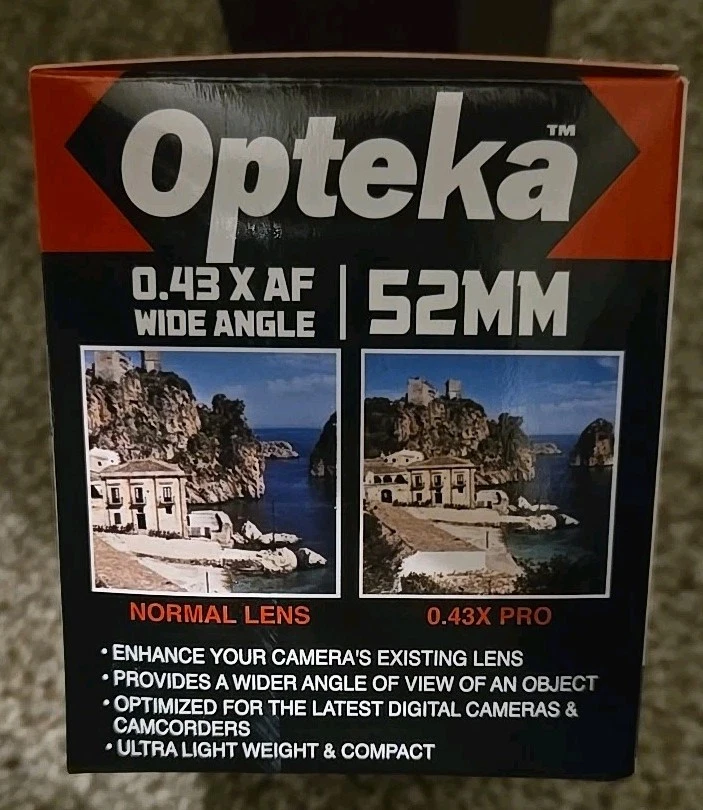 Opteka™
0.43 X AF
WIDE ANGLE
52MM
NORMAL LENS
0.43X PRO
• ENHANCE YOUR CAMERA'S EXISTING LENS
• PROVIDES A WIDER ANGLE OF VIEW OF AN OBJECT
• OPTIMIZED FOR THE LATEST DIGITAL CAMERAS &
CAMCORDERS
• ULTRA LIGHT WEIGHT & COMPACT